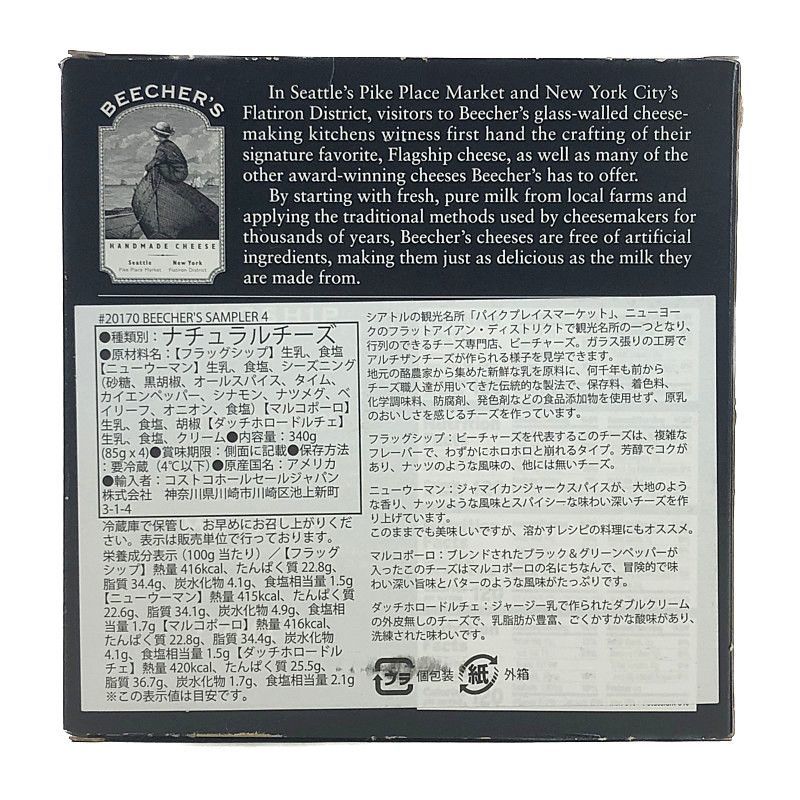 BEECHER'S
HANDMADE CHEESE
Seattle New York
Pike Place Market Flatiron District
In Seattle's Pike Place Market and New York City's
Flatiron District, visitors to Beecher's glass-walled cheese-
making kitchens witness first hand the crafting of their
signature favorite, Flagship cheese, as well as many of the
other award-winning cheeses Beecher's has to offer.
By starting with fresh, pure milk from local farms and
applying the traditional methods used by cheesemakers for
thousands of years, Beecher's cheeses are free of artificial
ingredients, making them just as delicious as the milk they
are made from.
#20170 BEECHER'S SAMPLER 4
●種類別：ナチュラルチーズ
●原材料名：【フラッグシップ】生乳、食塩
【ニューウーマン】生乳、食塩、シーズニング
(砂糖、黒胡椒、オールスパイス、タイム、
カイエンペッパー、シナモン、ナツメグ、ベ
イリーフ、オニオン、食塩)【マルコポーロ】
生乳、食塩、胡椒【ダッチホロードルチェ】
生乳、食塩、クリーム●内容量：340g
(85g x 4)●賞味期限：側面に記載●保存方法
：要冷蔵（4℃以下）●原産国名：アメリカ
●輸入者：コストコホールセールジャパン
株式会社　神奈川県川崎市川崎区池上新町
3-1-4
冷蔵庫で保管し、お早めにお召し上がりくだ
さい。表示は販売単位で行っております。
栄養成分表示（100g 当たり）／【フラッグ
シップ】熱量 416kcal、たんぱく質 22.8g、
脂質 34.4g、炭水化物 4.1g、食塩相当量 1.5g
【ニューウーマン】熱量 415kcal、たんぱく質
22.6g、脂質 34.1g、炭水化物 4.9g、食塩相
当量 1.7g【マルコポーロ】熱量 416kcal、
たんぱく質 22.8g、脂質 34.4g、炭水化物
4.1g、食塩相当量 1.5g【ダッチホロードル
チェ】熱量 420kcal、たんぱく質 25.5g、
脂質 36.7g、炭水化物 1.7g、食塩相当量 2.1g
※この表示値は目安です。
シアトルの観光名所「パイクプレイスマーケット」、ニューヨー
クのフラットアイアン・ディストリクトで観光名所の一つとなり、
行列のできるチーズ専門店、ビーチャーズ。ガラス張りの工房で
アルチザンチーズが作られる様子を見学できます。
地元の酪農家から集めた新鮮な乳を原料に、何千年も前から
チーズ職人達が用いてきた伝統的な製法で、保存料、着色料、
化学調味料、防腐剤、発色剤などの食品添加物を使用せず、原乳
のおいしさを感じるチーズを作っています。
フラッグシップ：ビーチャーズを代表するこのチーズは、複雑な
フレーバーで、わずかにホロホロと崩れるタイプ。芳醇でコクが
あり、ナッツのような風味の、他には無いチーズ。
ニューウーマン：ジャマイカンジャークスパイスが、大地のよう
な香り、ナッツような風味とスパイシーな味わい深いチーズを作
り上げています。
このままでも美味しいですが、溶かすレシピの料理にもオススメ。
マルコポーロ：ブレンドされたブラック＆グリーンペッパーが
入ったこのチーズはマルコポーロの名にちなんで、冒険的で味
わい深い旨味とバターのような風味がたっぷりです。
ダッチホロードルチェ：ジャージー乳で作られたダブルクリーム
の外皮無しのチーズで、乳脂肪が豊富、ごくかすかな酸味があり、
洗練された味わいです。
プラ 個包装 紙 外箱